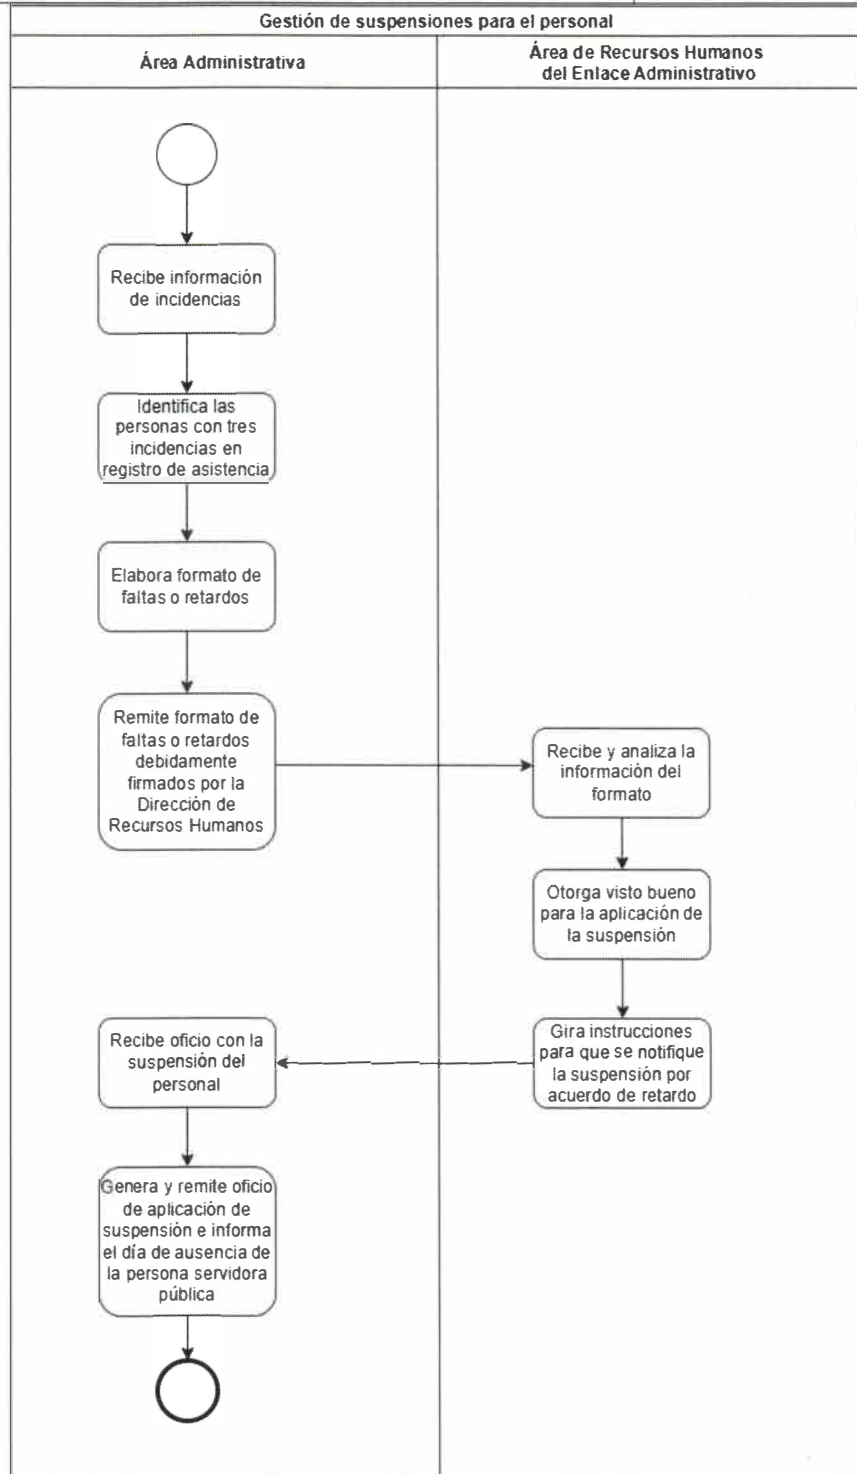 Gestión de suspensiones para el personal
Área Administrativa
Área de Recursos Humanos
del Enlace Administrativo
Recibe información
de incidencias
Identifica las
personas con tres
incidencias en
registro de asistencia
Elabora formato de
faltas o retardos
Remite formato de
faltas o retardos
debidamente
firmados por la
Dirección de
Recursos Humanos
Recibe y analiza la
información del
formato
Otorga visto bueno
para la aplicación de
la suspensión
Gira instrucciones
para que se notifique
la suspensión por
acuerdo de retardo
Recibe oficio con la
suspensión del
personal
Genera y remite oficio
de aplicación de
suspensión e informa
el día de ausencia de
la persona servidora
pública